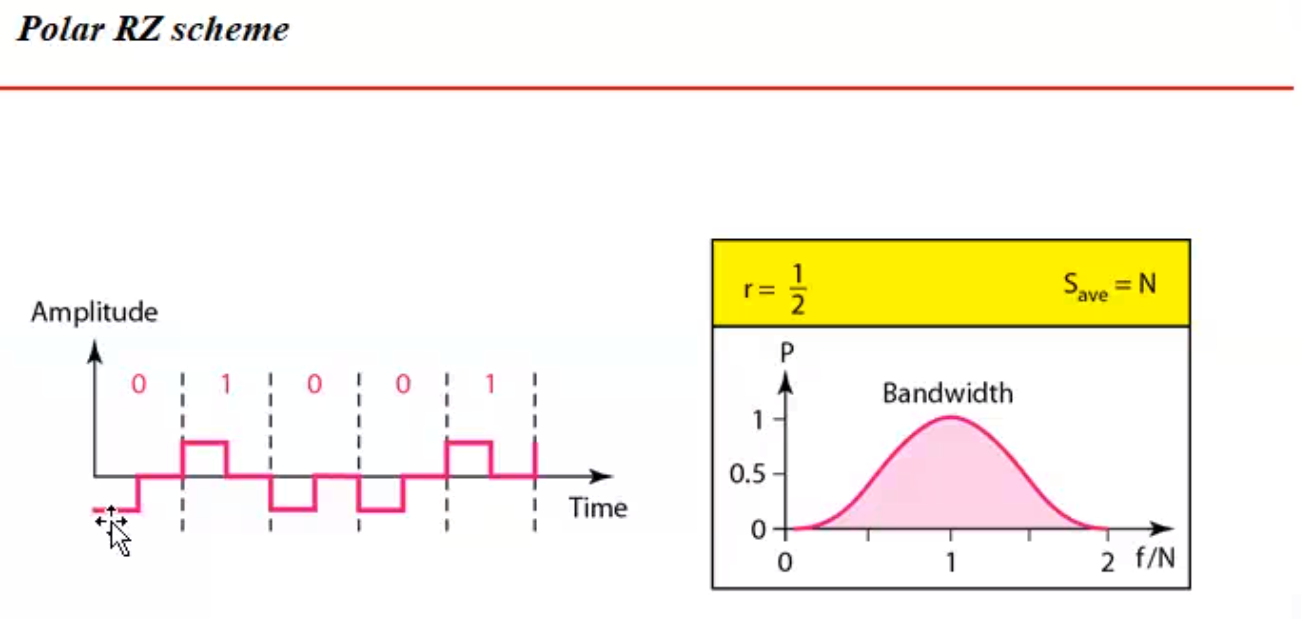 Polar RZ scheme
Amplitude
0 1 0 0 1
Time
r = 1/2
S_ave = N
P
Bandwidth
1
0.5
0
0 1 2 f/N